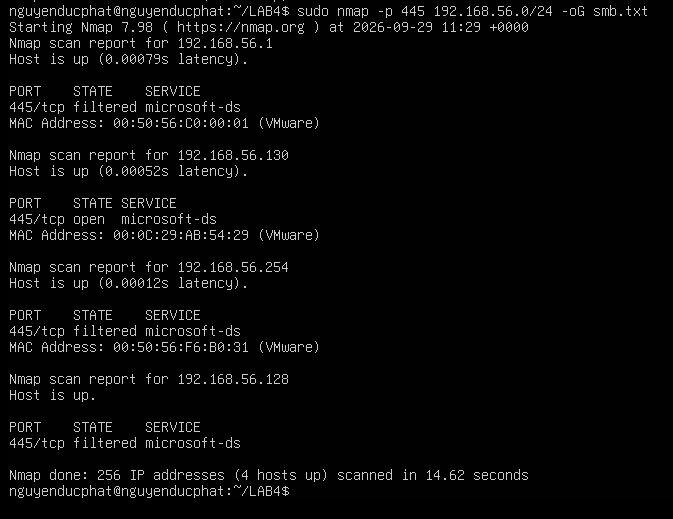 nguyenducphat@nguyenducphat:~/LAB4$ sudo nmap -p 445 192.168.56.0/24 -oG smb.txt
Starting Nmap 7.98 ( https://nmap.org ) at 2026-09-29 11:29 +0000
Nmap scan report for 192.168.56.1
Host is up (0.00079s latency).

PORT    STATE    SERVICE
445/tcp filtered microsoft-ds
MAC Address: 00:50:56:C0:00:01 (VMware)

Nmap scan report for 192.168.56.130
Host is up (0.00052s latency).

PORT    STATE SERVICE
445/tcp open  microsoft-ds
MAC Address: 00:0C:29:AB:54:29 (VMware)

Nmap scan report for 192.168.56.254
Host is up (0.00012s latency).

PORT    STATE    SERVICE
445/tcp filtered microsoft-ds
MAC Address: 00:50:56:F6:B0:31 (VMware)

Nmap scan report for 192.168.56.128
Host is up.

PORT    STATE    SERVICE
445/tcp filtered microsoft-ds

Nmap done: 256 IP addresses (4 hosts up) scanned in 14.62 seconds
nguyenducphat@nguyenducphat:~/LAB4$